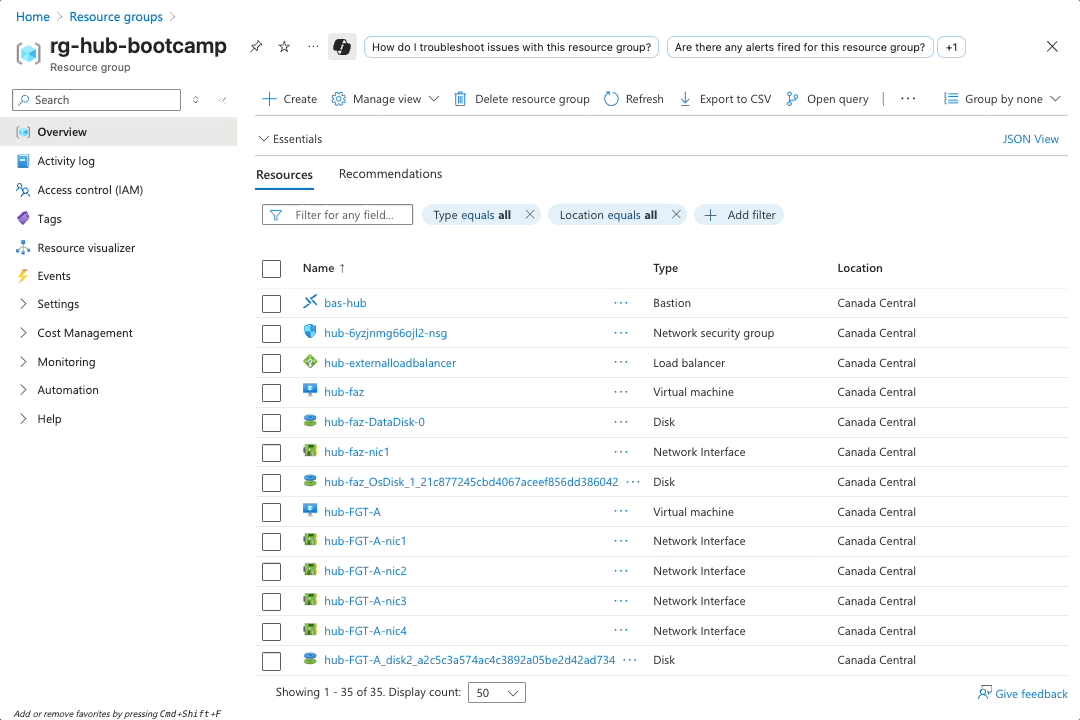 Home > Resource groups >
rg-hub-bootcamp
Resource group
How do I troubleshoot issues with this resource group?
Are there any alerts fired for this resource group?
+1
Search
Create
Manage view
Delete resource group
Refresh
Export to CSV
Open query
Group by none
Overview
Activity log
Access control (IAM)
Tags
Resource visualizer
Events
Settings
Cost Management
Monitoring
Automation
Help
Essentials
JSON View
Resources
Recommendations
Filter for any field...
Type equals all
Location equals all
Add filter
Name ↑ Type Location
bas-hub ··· Bastion Canada Central
hub-6yzjnmg66ojl2-nsg ··· Network security group Canada Central
hub-externalloadbalancer ··· Load balancer Canada Central
hub-faz ··· Virtual machine Canada Central
hub-faz-DataDisk-0 ··· Disk Canada Central
hub-faz-nic1 ··· Network Interface Canada Central
hub-faz_OsDisk_1_21c877245cbd4067aceef856dd386042 ··· Disk Canada Central
hub-FGT-A ··· Virtual machine Canada Central
hub-FGT-A-nic1 ··· Network Interface Canada Central
hub-FGT-A-nic2 ··· Network Interface Canada Central
hub-FGT-A-nic3 ··· Network Interface Canada Central
hub-FGT-A-nic4 ··· Network Interface Canada Central
hub-FGT-A_disk2_a2c5c3a574ac4c3892a05be2d42ad734 ··· Disk Canada Central
Showing 1 - 35 of 35. Display count: 50
Give feedback
Add or remove favorites by pressing Cmd+Shift+F